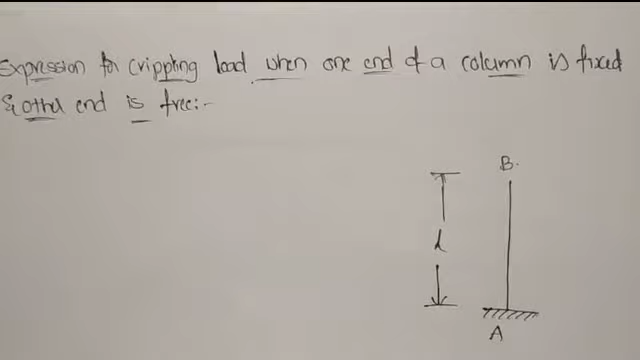 Expression for crippling load when one end of a column is fixed
& other end is free:-
B.
l
A